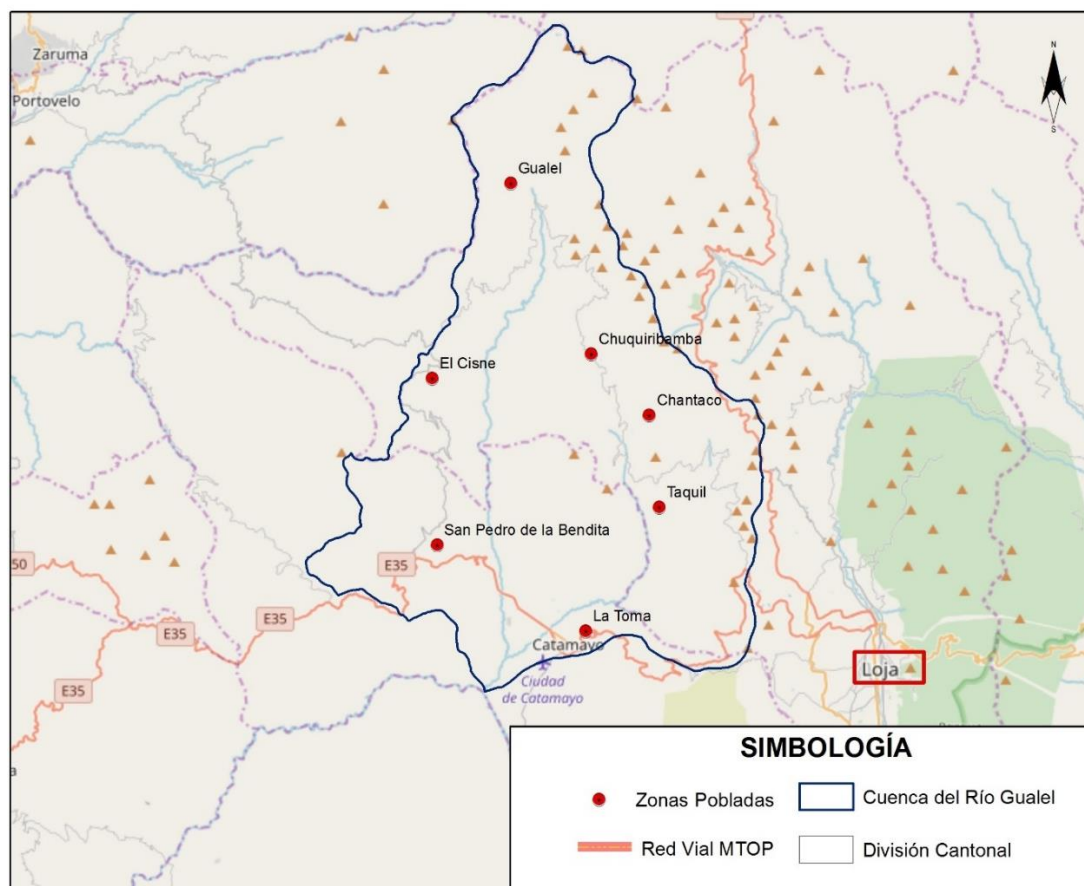 Zaruma
Portovelo
N
S
Gualel
Chuquiribamba
El Cisne
Chantaco
Taquil
San Pedro de la Bendita
50
E35
E35
E35
La Toma
Catamayo
Ciudad
de Catamayo
Loja
a
SIMBOLOGÍA
Zonas Pobladas
Cuenca del Río Gualel
Red Vial MTOP
División Cantonal